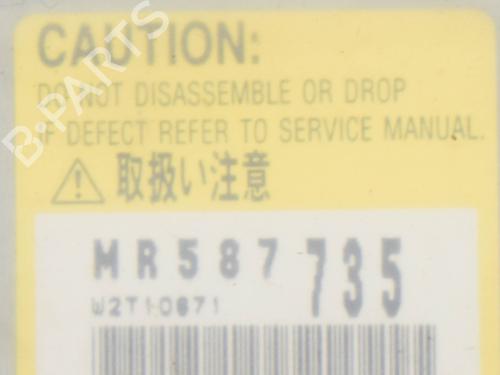 CAUTION:
DO NOT DISASSEMBLE OR DROP
IF DEFECT REFER TO SERVICE MANUAL.
取扱い注意
MR587735
W2T10671
B-PARTS